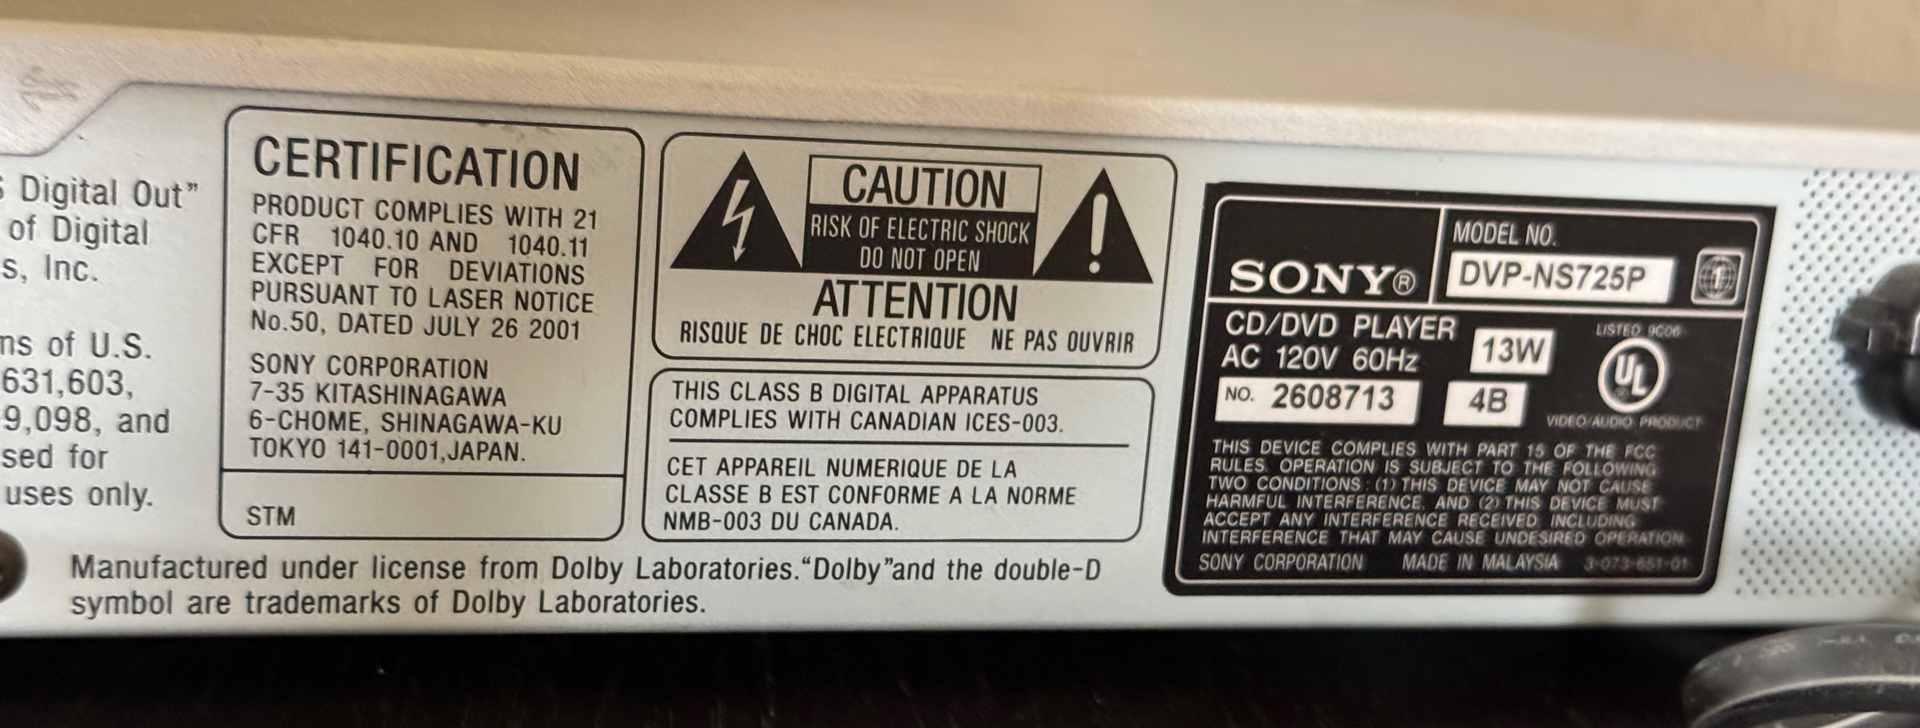 Digital Out”
of Digital
s, Inc.
ns of U.S.
631,603,
9,098, and
sed for
uses only.
CERTIFICATION
PRODUCT COMPLIES WITH 21
CFR 1040.10 AND 1040.11
EXCEPT FOR DEVIATIONS
PURSUANT TO LASER NOTICE
No.50, DATED JULY 26 2001
SONY CORPORATION
7-35 KITASHINAGAWA
6-CHOME, SHINAGAWA-KU
TOKYO 141-0001,JAPAN.
STM
CAUTION
RISK OF ELECTRIC SHOCK
DO NOT OPEN
ATTENTION
RISQUE DE CHOC ELECTRIQUE NE PAS OUVRIR
THIS CLASS B DIGITAL APPARATUS
COMPLIES WITH CANADIAN ICES-003.
CET APPAREIL NUMERIQUE DE LA
CLASSE B EST CONFORME A LA NORME
NMB-003 DU CANADA.
Manufactured under license from Dolby Laboratories.“Dolby”and the double-D
symbol are trademarks of Dolby Laboratories.
SONY®
MODEL NO.
DVP-NS725P
1
CD/DVD PLAYER
AC 120V 60Hz
13W
NO. 2608713
4B
LISTED 9C06
UL
®
VIDEO/AUDIO PRODUCT
THIS DEVICE COMPLIES WITH PART 15 OF THE FCC
RULES. OPERATION IS SUBJECT TO THE FOLLOWING
TWO CONDITIONS : (1) THIS DEVICE MAY NOT CAUSE
HARMFUL INTERFERENCE, AND (2) THIS DEVICE MUST
ACCEPT ANY INTERFERENCE RECEIVED, INCLUDING
INTERFERENCE THAT MAY CAUSE UNDESIRED OPERATION.
SONY CORPORATION MADE IN MALAYSIA 3-073-651-01